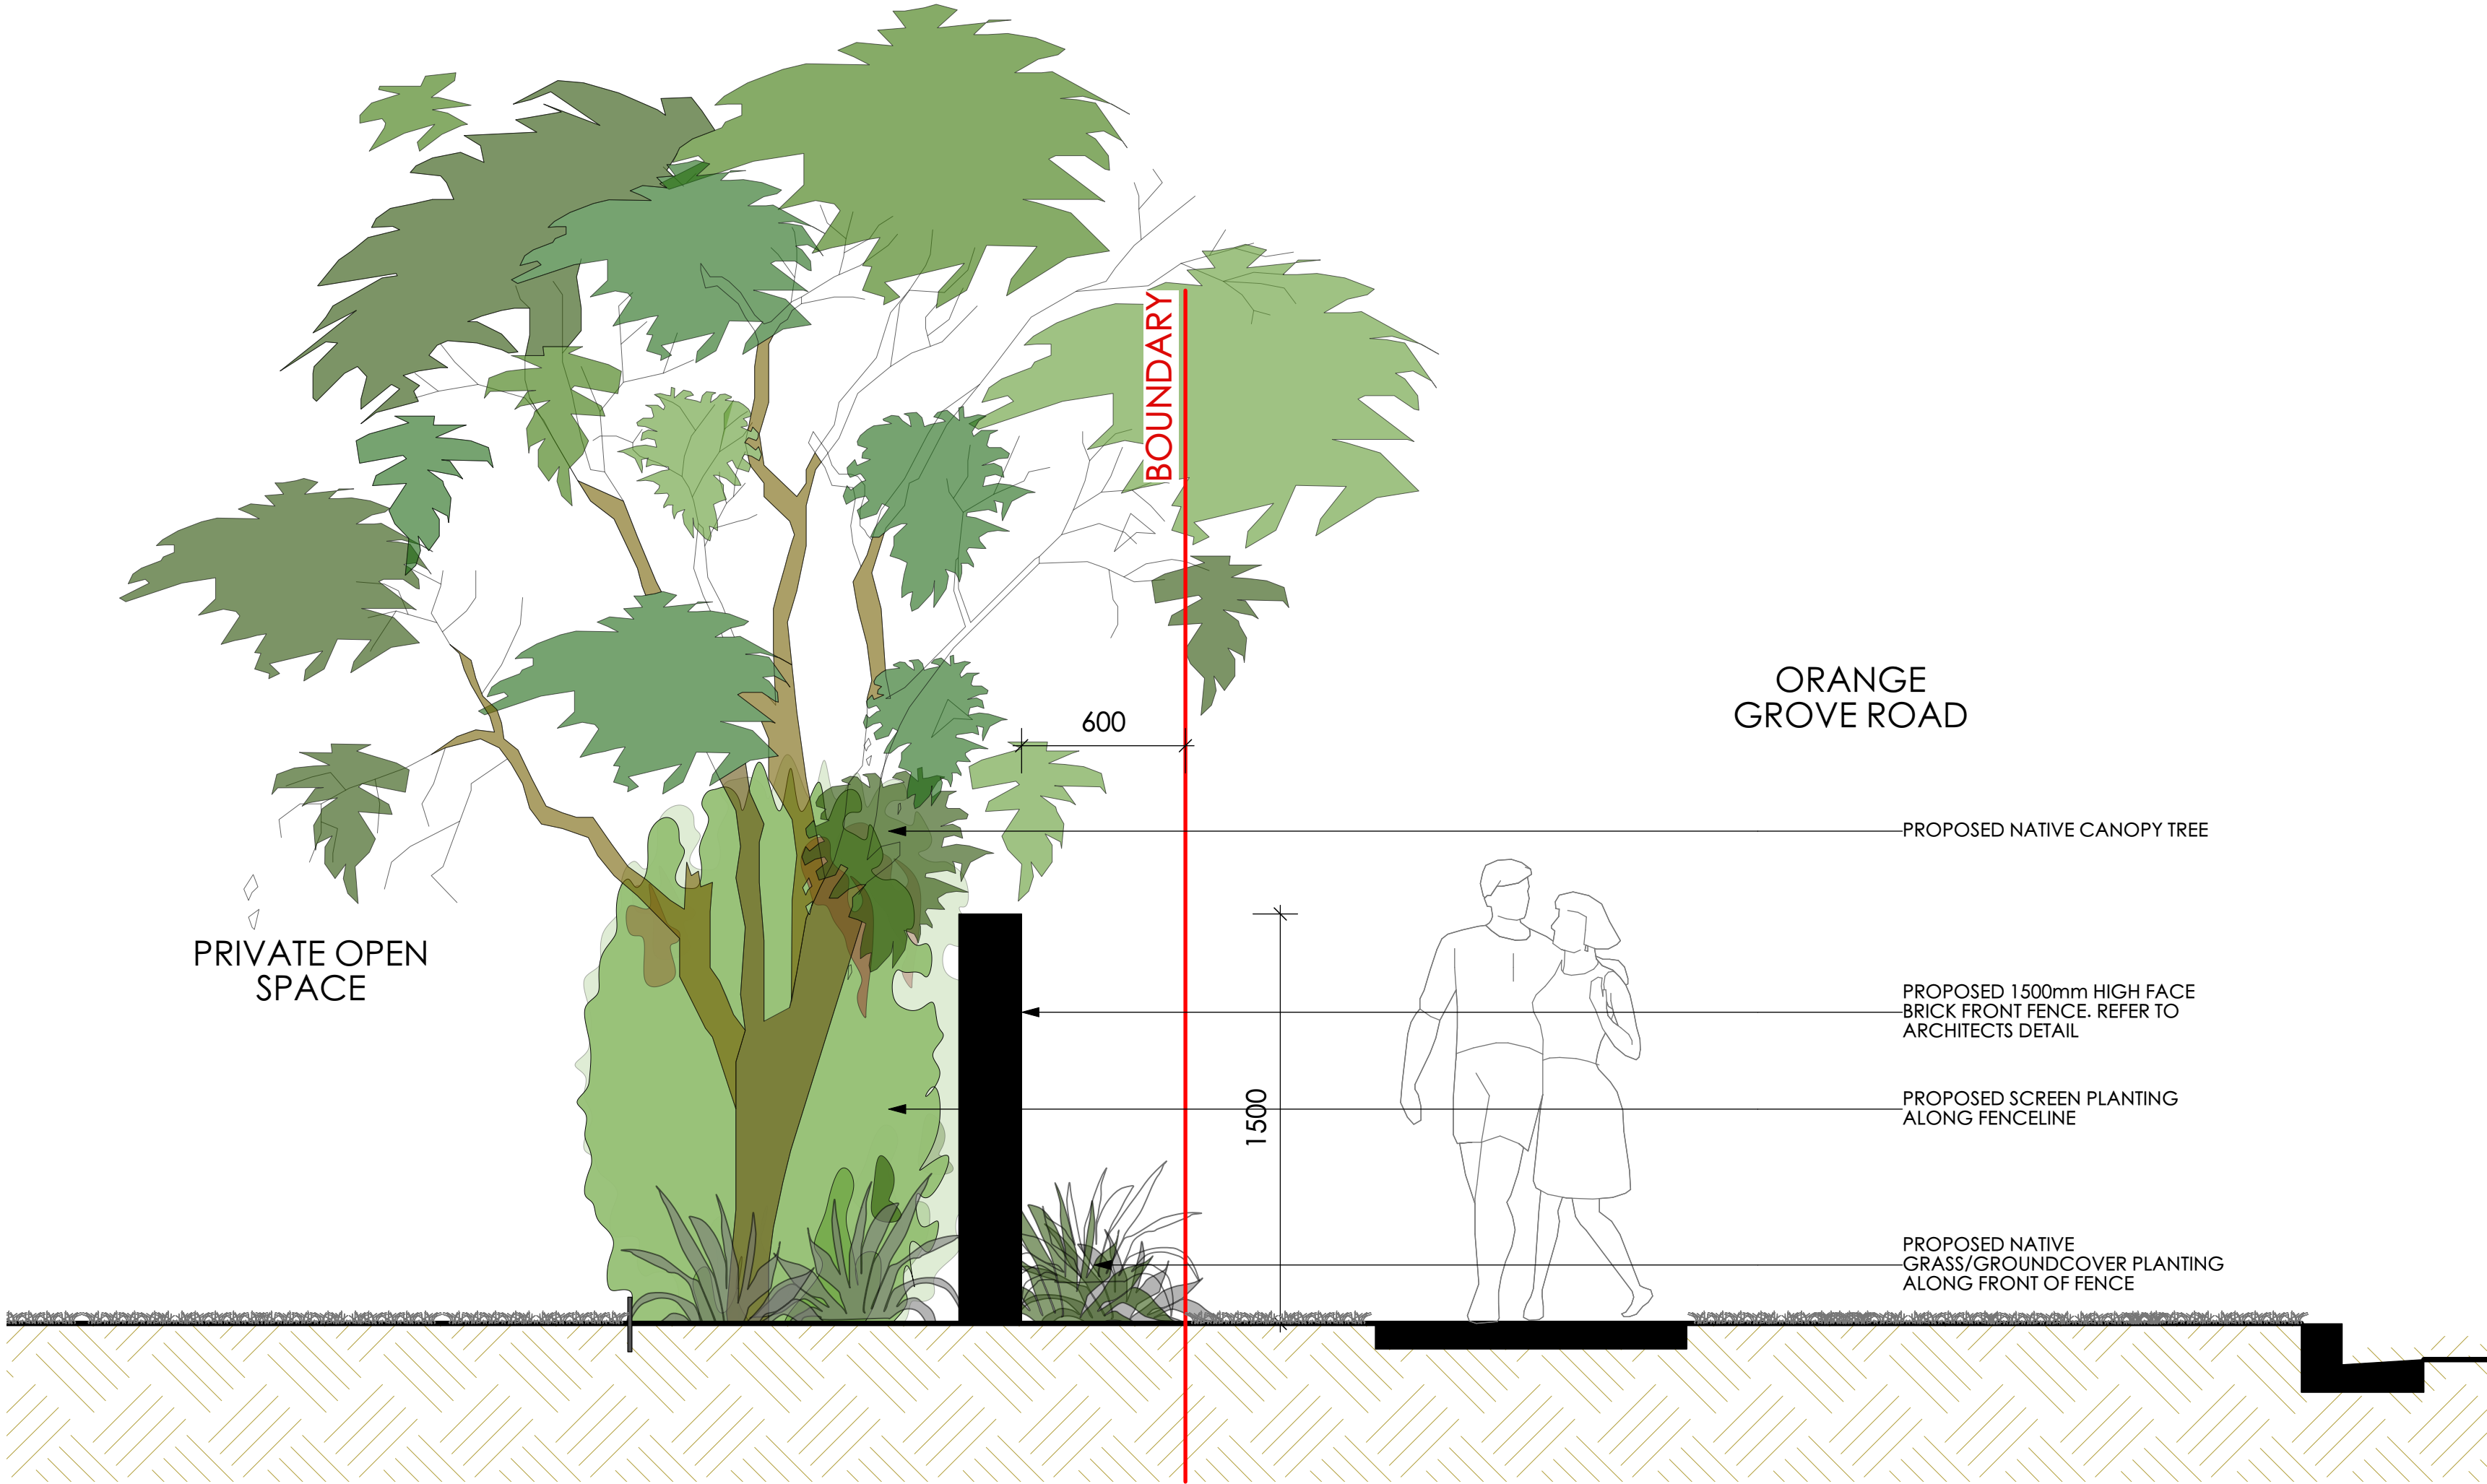 BOUNDARY
ORANGE
GROVE ROAD
600
PROPOSED NATIVE CANOPY TREE
PRIVATE OPEN
SPACE
PROPOSED 1500mm HIGH FACE
BRICK FRONT FENCE. REFER TO
ARCHITECTS DETAIL
1500
PROPOSED SCREEN PLANTING
ALONG FENCELINE
PROPOSED NATIVE
GRASS/GROUNDCOVER PLANTING
ALONG FRONT OF FENCE